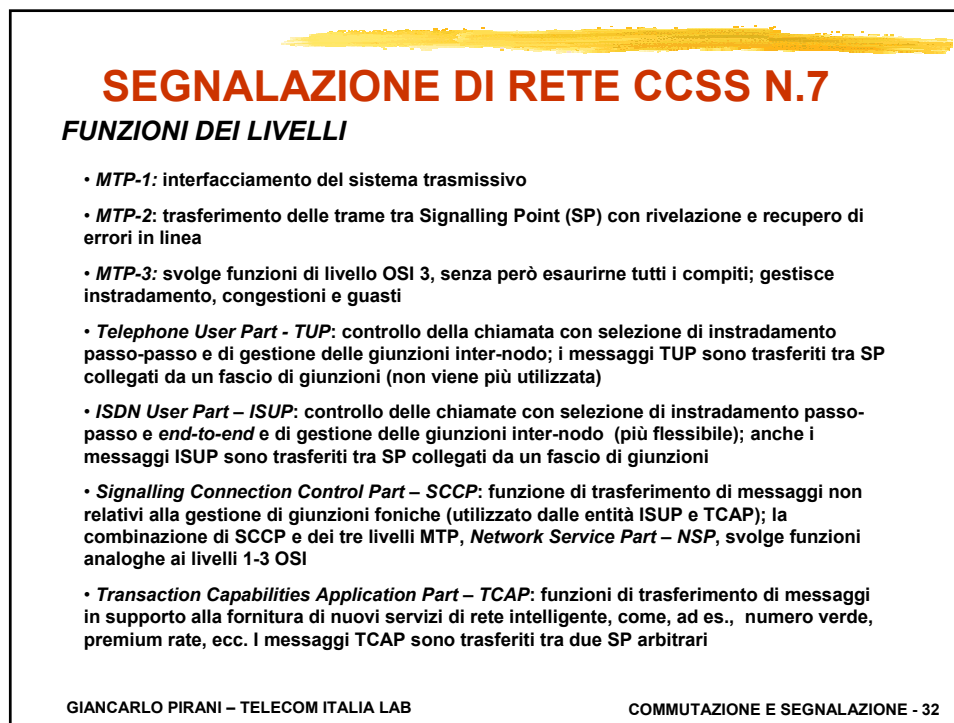 SEGNALAZIONE DI RETE CCSS N.7
FUNZIONI DEI LIVELLI
• MTP-1: interfacciamento del sistema trasmissivo
• MTP-2: trasferimento delle trame tra Signalling Point (SP) con rivelazione e recupero di
errori in linea
• MTP-3: svolge funzioni di livello OSI 3, senza però esaurirne tutti i compiti; gestisce
instradamento, congestioni e guasti
• Telephone User Part - TUP: controllo della chiamata con selezione di instradamento
passo-passo e di gestione delle giunzioni inter-nodo; i messaggi TUP sono trasferiti tra SP
collegati da un fascio di giunzioni (non viene più utilizzata)
• ISDN User Part – ISUP: controllo delle chiamate con selezione di instradamento passo-
passo e end-to-end e di gestione delle giunzioni inter-nodo (più flessibile); anche i
messaggi ISUP sono trasferiti tra SP collegati da un fascio di giunzioni
• Signalling Connection Control Part – SCCP: funzione di trasferimento di messaggi non
relativi alla gestione di giunzioni foniche (utilizzato dalle entità ISUP e TCAP); la
combinazione di SCCP e dei tre livelli MTP, Network Service Part – NSP, svolge funzioni
analoghe ai livelli 1-3 OSI
• Transaction Capabilities Application Part – TCAP: funzioni di trasferimento di messaggi
in supporto alla fornitura di nuovi servizi di rete intelligente, come, ad es., numero verde,
premium rate, ecc. I messaggi TCAP sono trasferiti tra due SP arbitrari
GIANCARLO PIRANI – TELECOM ITALIA LAB
COMMUTAZIONE E SEGNALAZIONE - 32